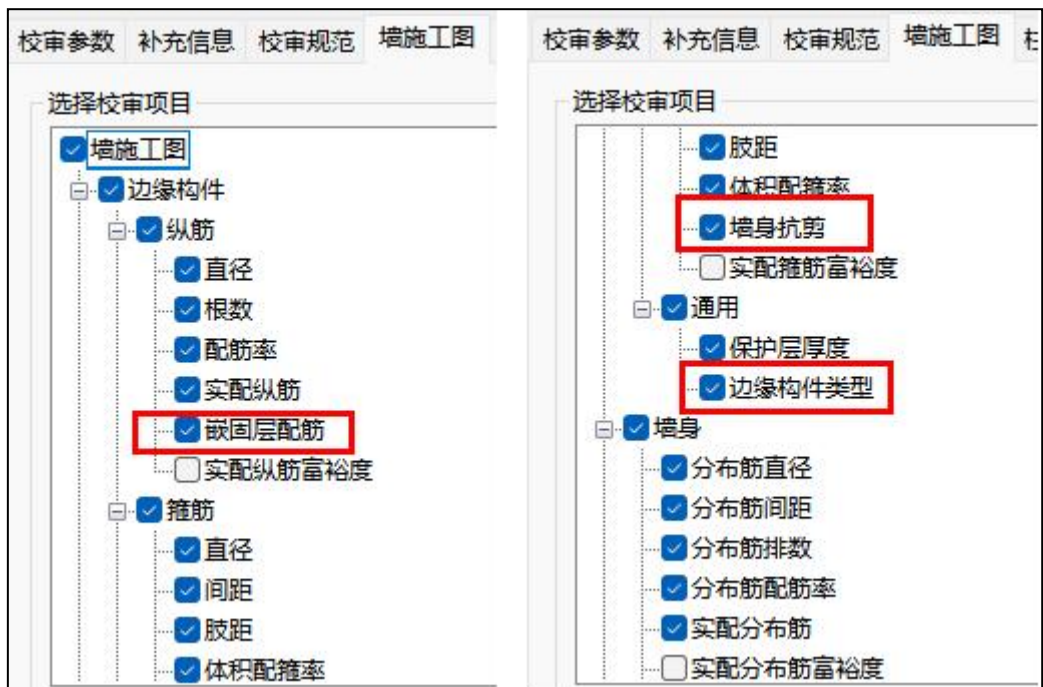 校审参数 补充信息 校审规范 墙施工图
选择校审项目
墙施工图
边缘构件
纵筋
直径
根数
配筋率
实配纵筋
嵌固层配筋
实配纵筋富裕度
箍筋
直径
间距
肢距
体积配箍率
校审参数 补充信息 校审规范 墙施工图
选择校审项目
肢距
体积配箍率
墙身抗剪
实配箍筋富裕度
通用
保护层厚度
边缘构件类型
墙身
分布筋直径
分布筋间距
分布筋排数
分布筋配筋率
实配分布筋
实配分布筋富裕度